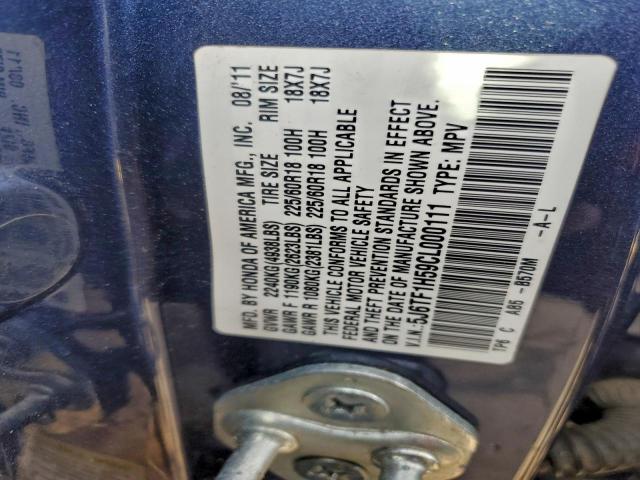 MFD. BY HONDA OF AMERICA MFG., INC. 08/'11
GVWR 2240KG(4938LBS) TIRE SIZE RIM SIZE
GAWR F 1190KG(2623LBS) 225/60R18 100H 18X7J
GAWR R 1080KG(2381LBS) 225/60R18 100H 18X7J
THIS VEHICLE CONFORMS TO ALL APPLICABLE
FEDERAL MOTOR VEHICLE SAFETY
AND THEFT PREVENTION STANDARDS IN EFFECT
ON THE DATE OF MANUFACTURE SHOWN ABOVE.
V.I.N.:5J6TF1H59CL000111 TYPE: MPV
TP6 C A85 -B570M -A-L